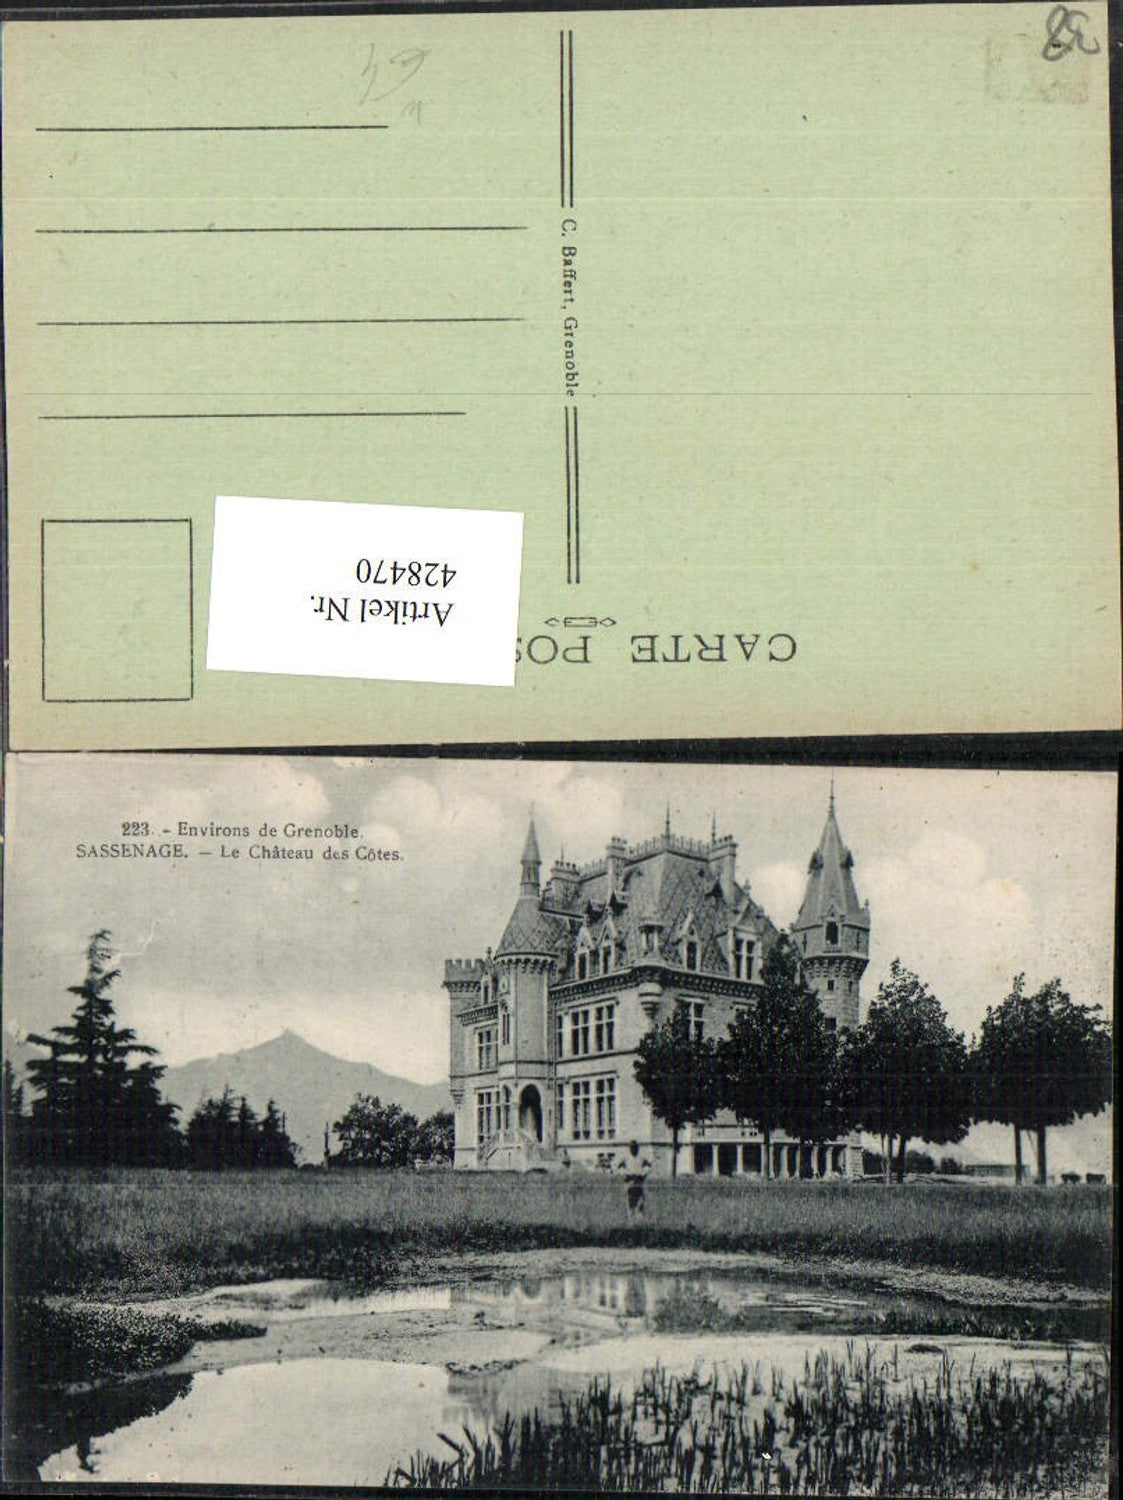 C. Baffert, Grenoble
CARTE POS
Artikel Nr.
428470
223. - Environs de Grenoble.
SASSENAGE. — Le Château des Côtes.